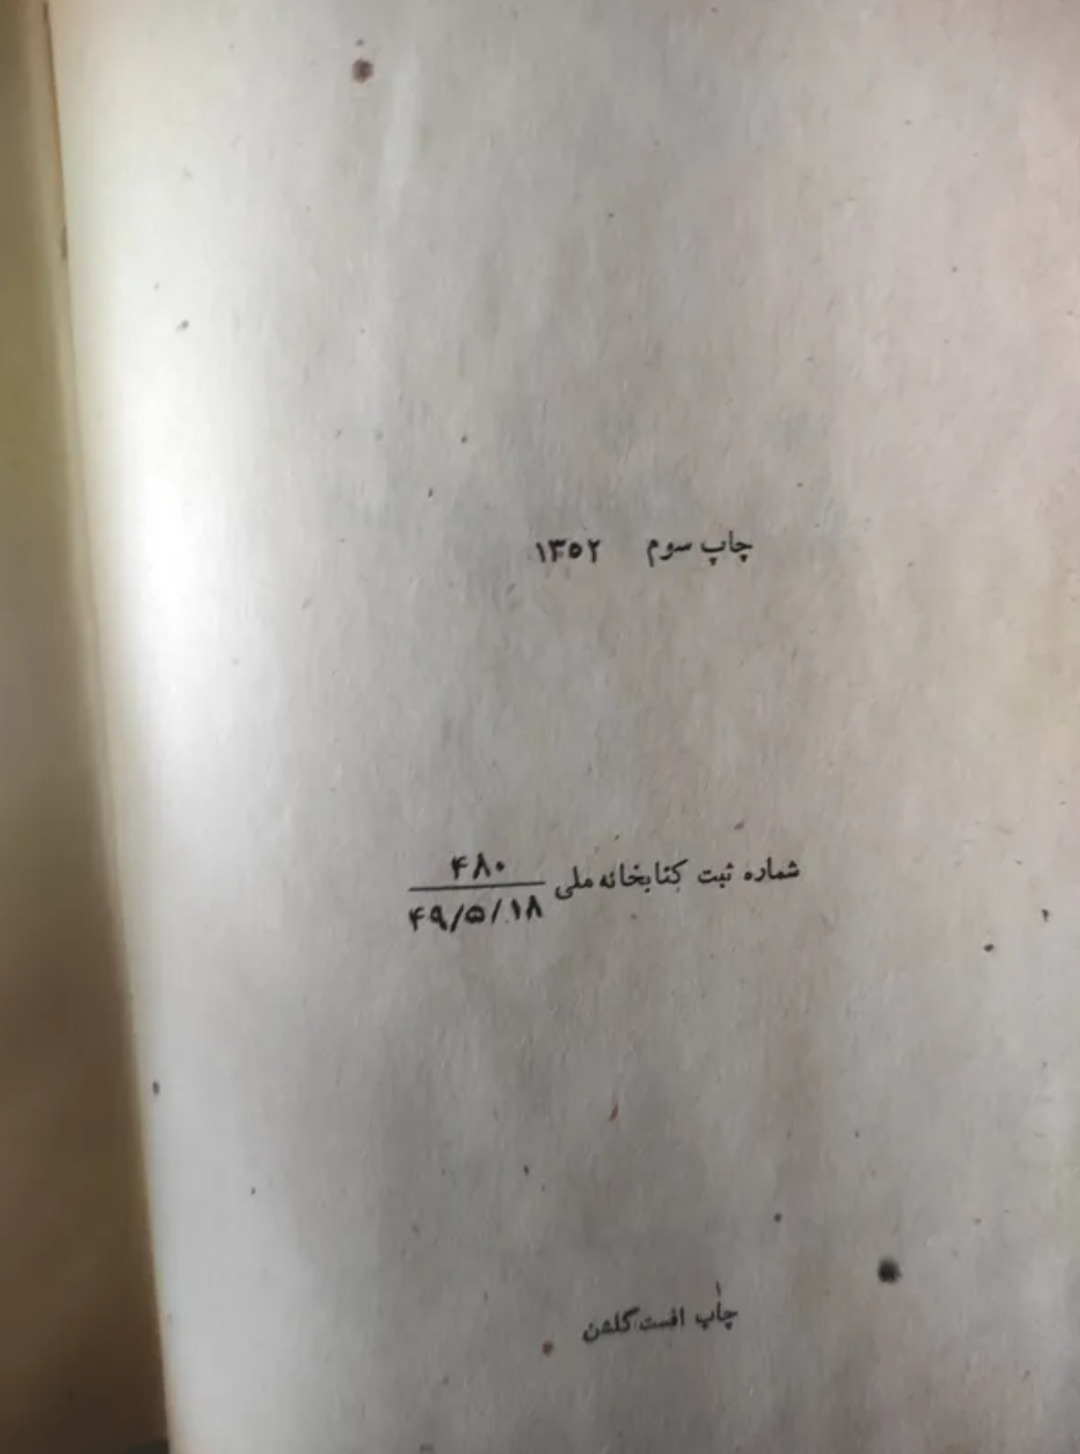 چاپ سوم ۱۳۵۲
شماره ثبت کتابخانه ملی ۴۸۰
۴۹/۵/۱۸
چاپ افست گلشن